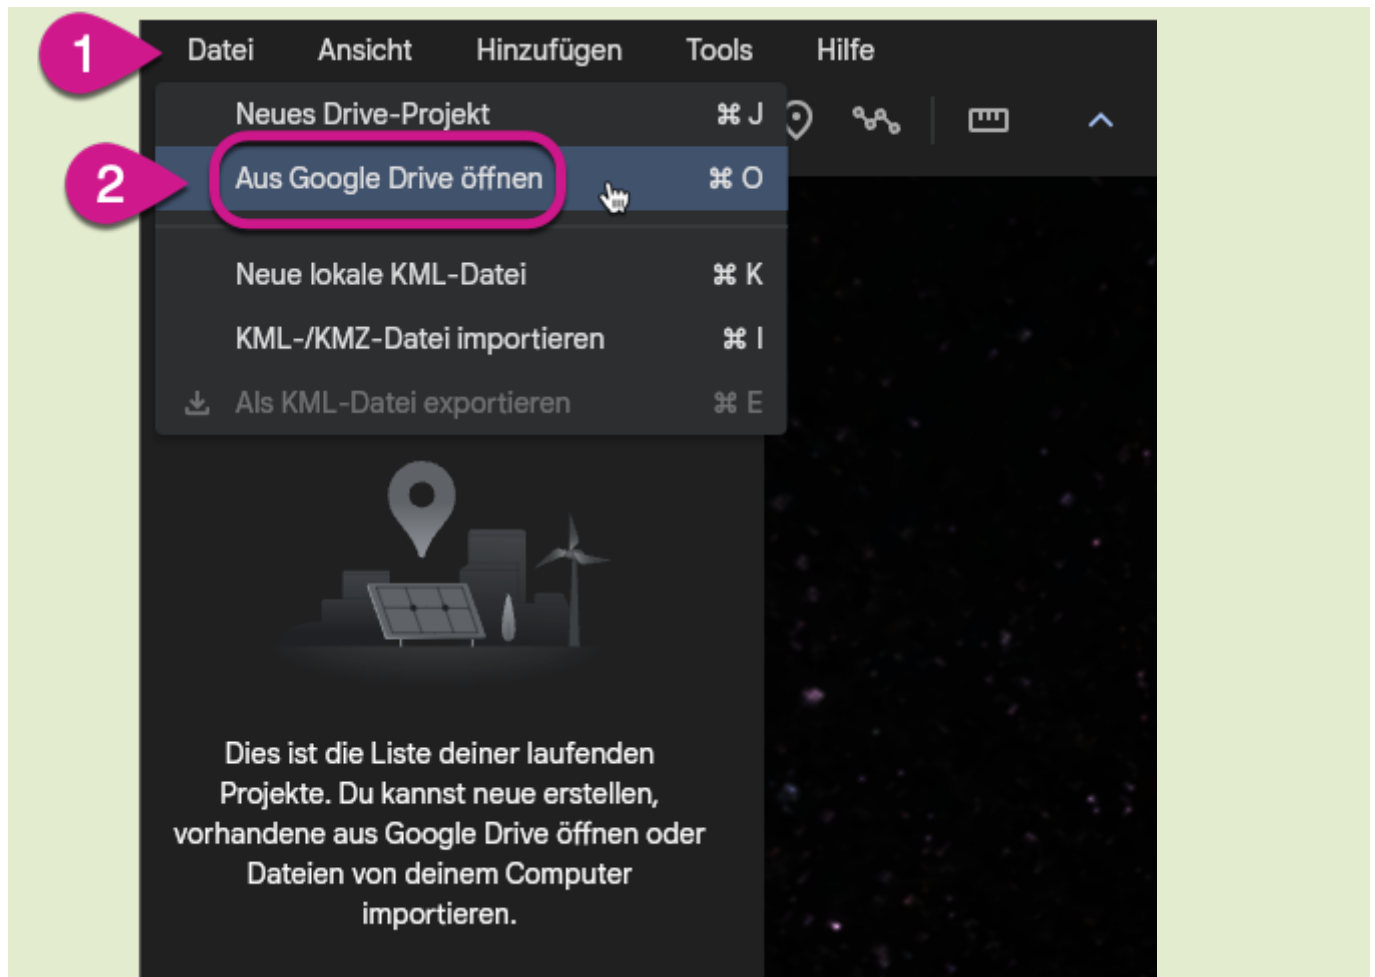 1
Datei Ansicht Hinzufügen Tools Hilfe
Neues Drive-Projekt ⌘ J
2
Aus Google Drive öffnen ⌘ O
Neue lokale KML-Datei ⌘ K
KML-/KMZ-Datei importieren ⌘ I
Als KML-Datei exportieren ⌘ E
Dies ist die Liste deiner laufenden
Projekte. Du kannst neue erstellen,
vorhandene aus Google Drive öffnen oder
Dateien von deinem Computer
importieren.